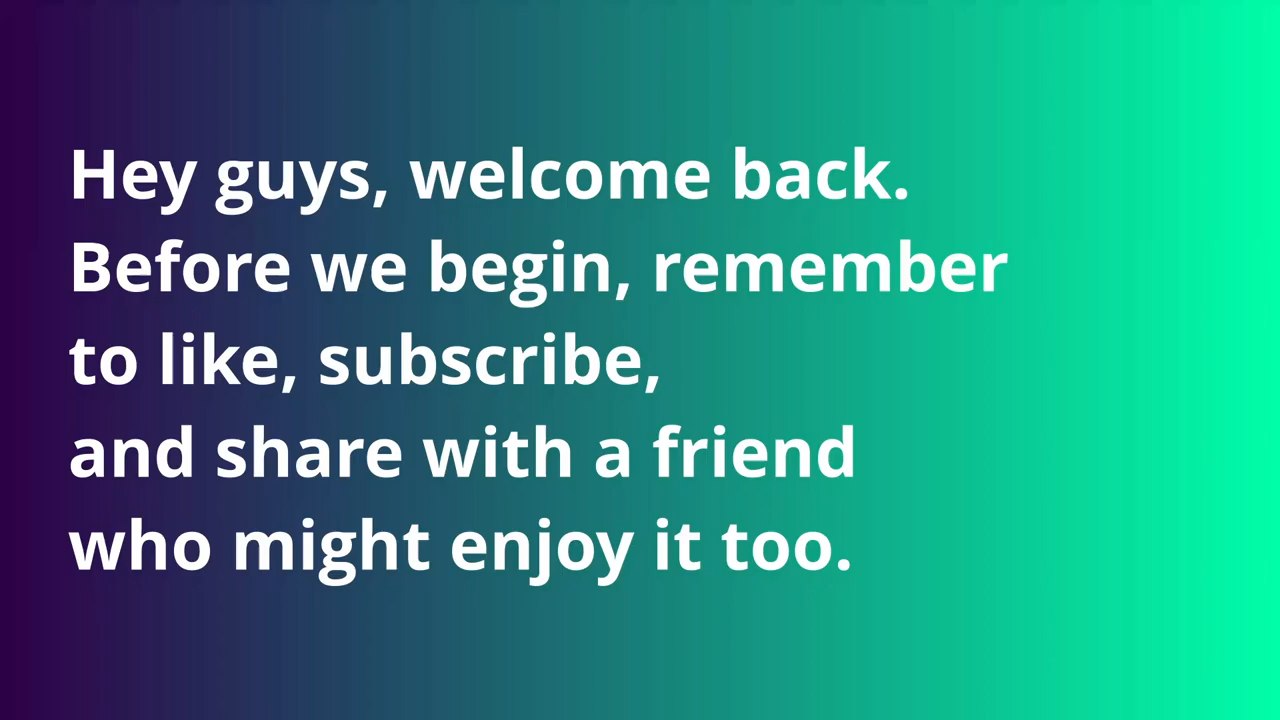 Hey guys, welcome back.
Before we begin, remember
to like, subscribe,
and share with a friend
who might enjoy it too.